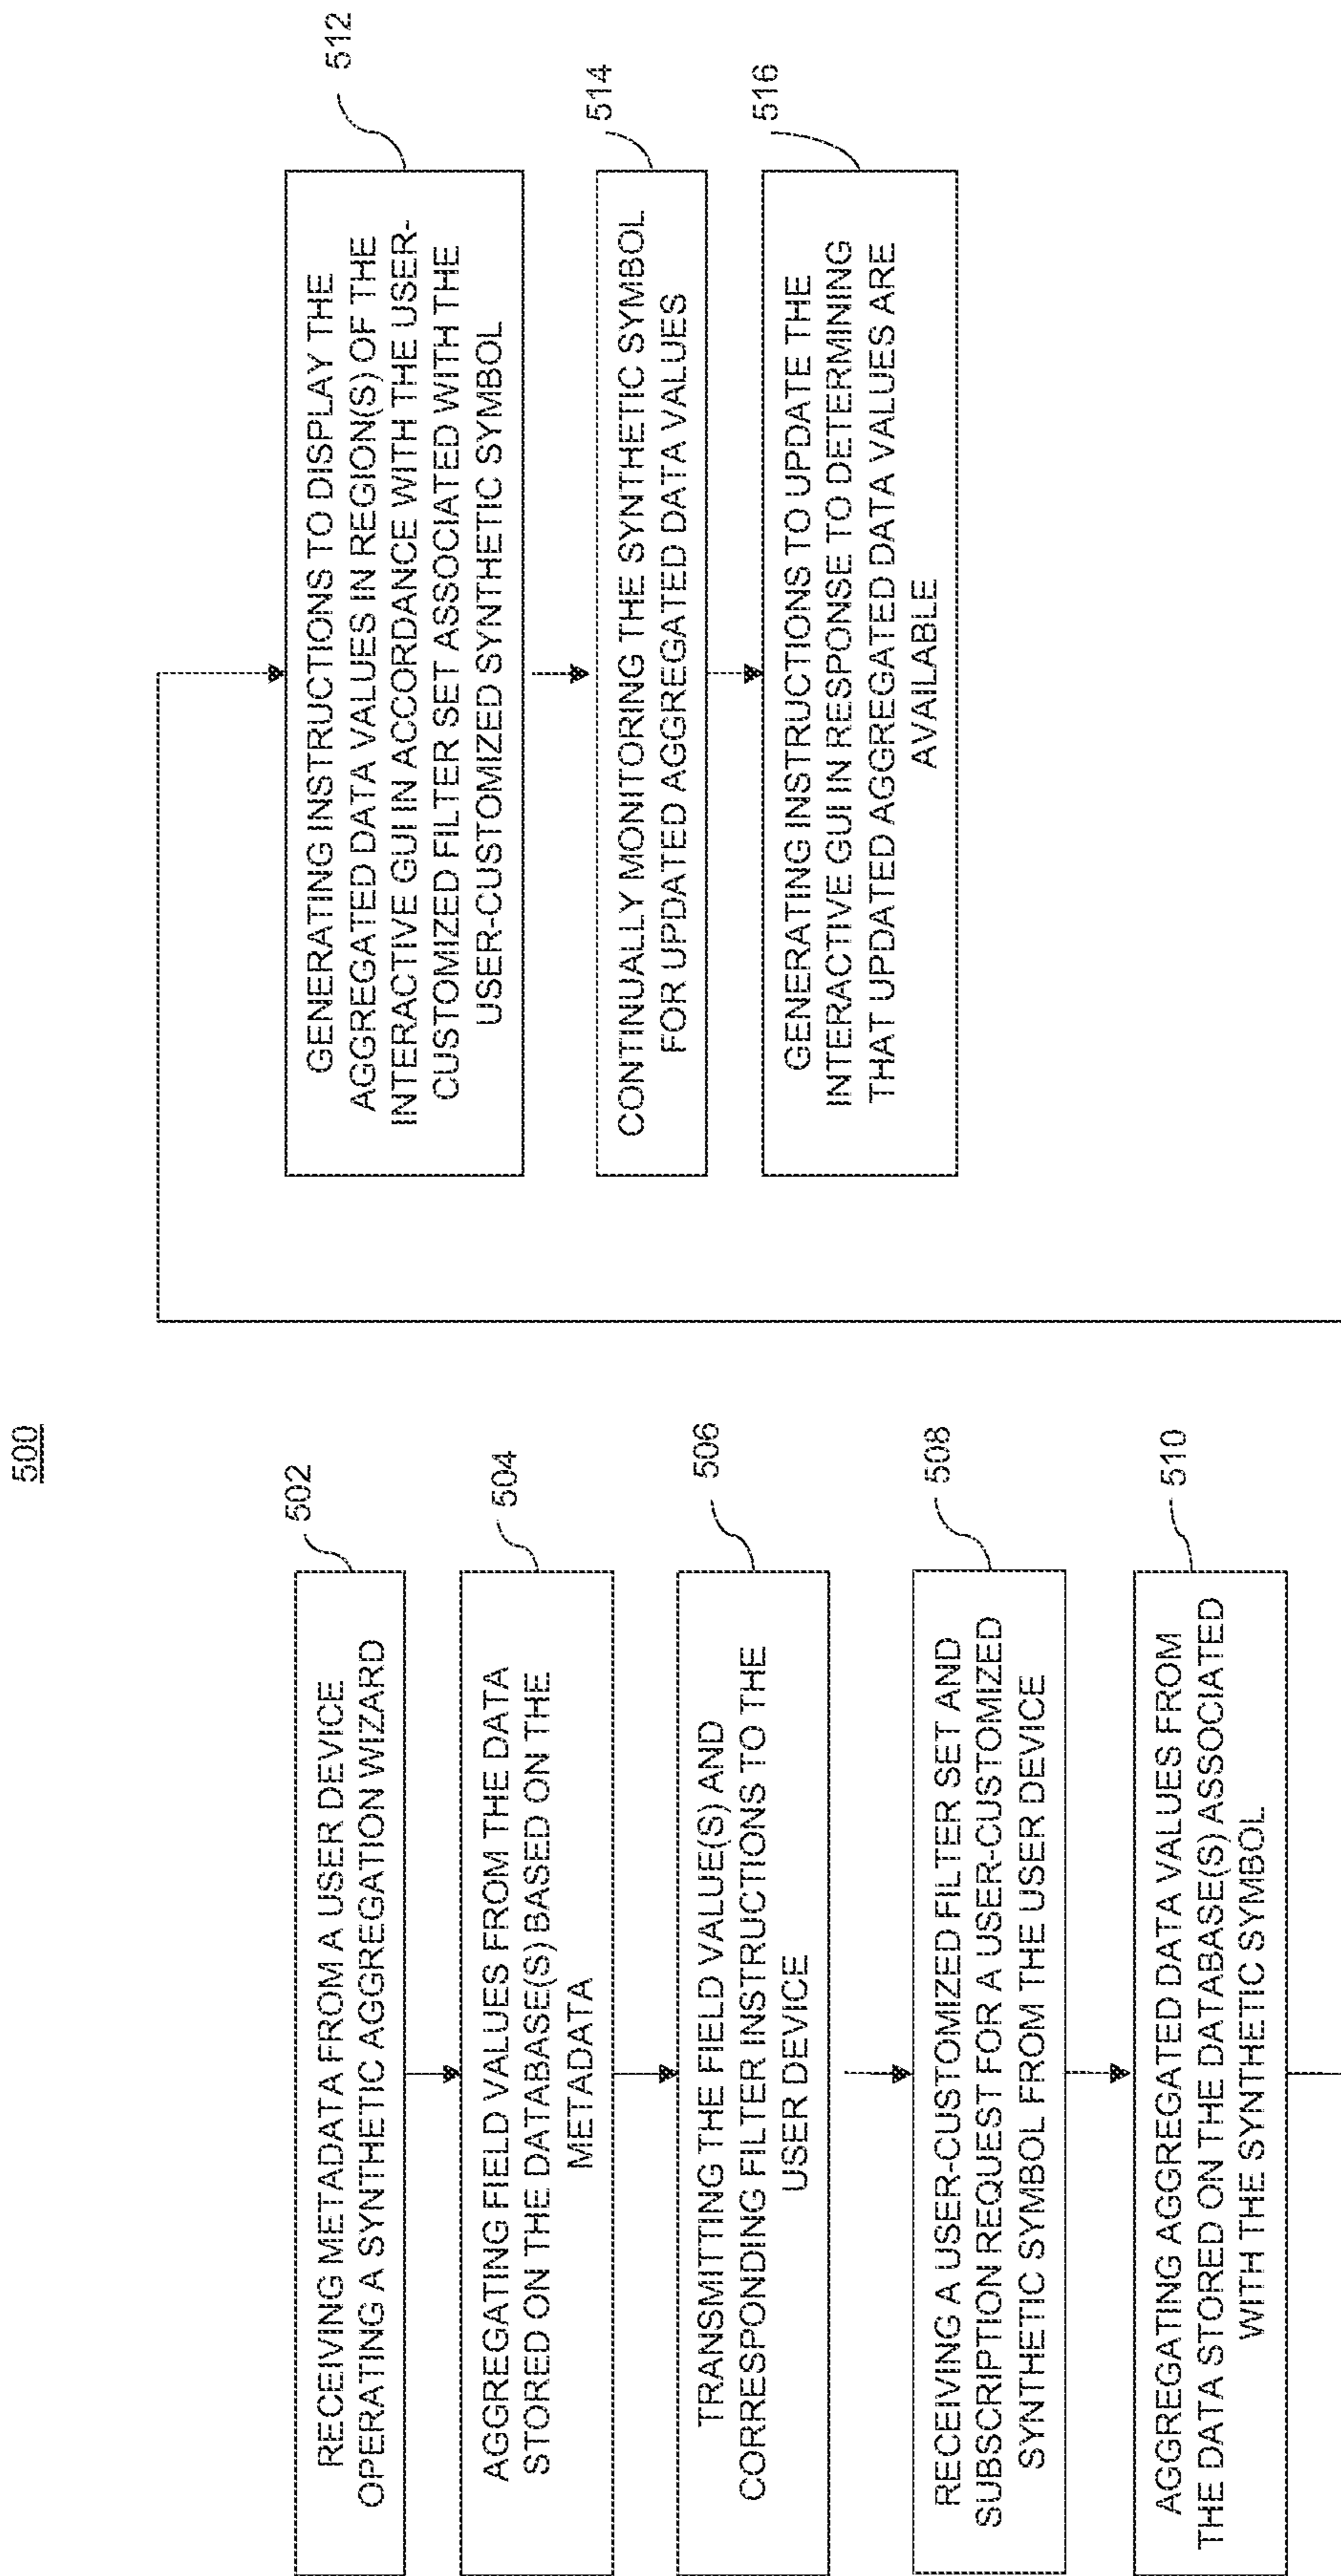 500
502
RECEIVING METADATA FROM A USER DEVICE
OPERATING A SYNTHETIC AGGREGATION WIZARD
504
AGGREGATING FIELD VALUES FROM THE DATA
STORED ON THE DATABASE(S) BASED ON THE
METADATA
506
TRANSMITTING THE FIELD VALUE(S) AND
CORRESPONDING FILTER INSTRUCTIONS TO THE
USER DEVICE
508
RECEIVING A USER-CUSTOMIZED FILTER SET AND
SUBSCRIPTION REQUEST FOR A USER-CUSTOMIZED
SYNTHETIC SYMBOL FROM THE USER DEVICE
510
AGGREGATING AGGREGATED DATA VALUES FROM
THE DATA STORED ON THE DATABASE(S) ASSOCIATED
WITH THE SYNTHETIC SYMBOL
512
GENERATING INSTRUCTIONS TO DISPLAY THE
AGGREGATED DATA VALUES IN REGION(S) OF THE
INTERACTIVE GUI IN ACCORDANCE WITH THE USER-
CUSTOMIZED FILTER SET ASSOCIATED WITH THE
USER-CUSTOMIZED SYNTHETIC SYMBOL
514
CONTINUALLY MONITORING THE SYNTHETIC SYMBOL
FOR UPDATED AGGREGATED DATA VALUES
516
GENERATING INSTRUCTIONS TO UPDATE THE
INTERACTIVE GUI IN RESPONSE TO DETERMINING
THAT UPDATED AGGREGATED DATA VALUES ARE
AVAILABLE